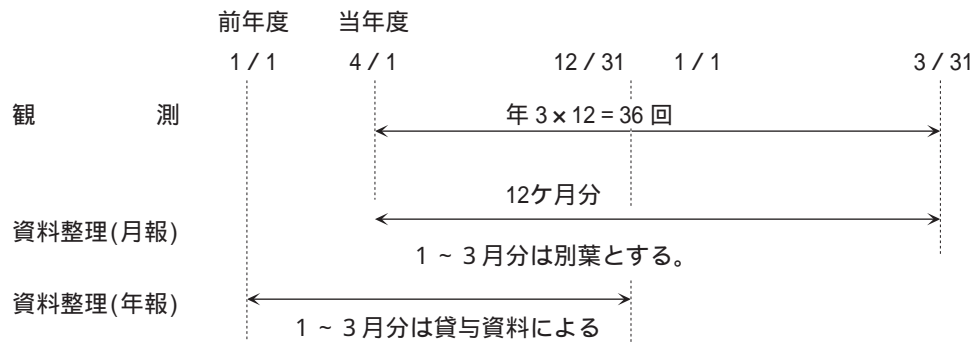 前年度 当年度
1 / 1 4 / 1 12 / 31 1 / 1 3 / 31
観 測 年 3 × 12 = 36 回
12ケ月分
資料整理(月報)
1 ~ 3 月分は別葉とする。
資料整理(年報)
1 ~ 3 月分は貸与資料による